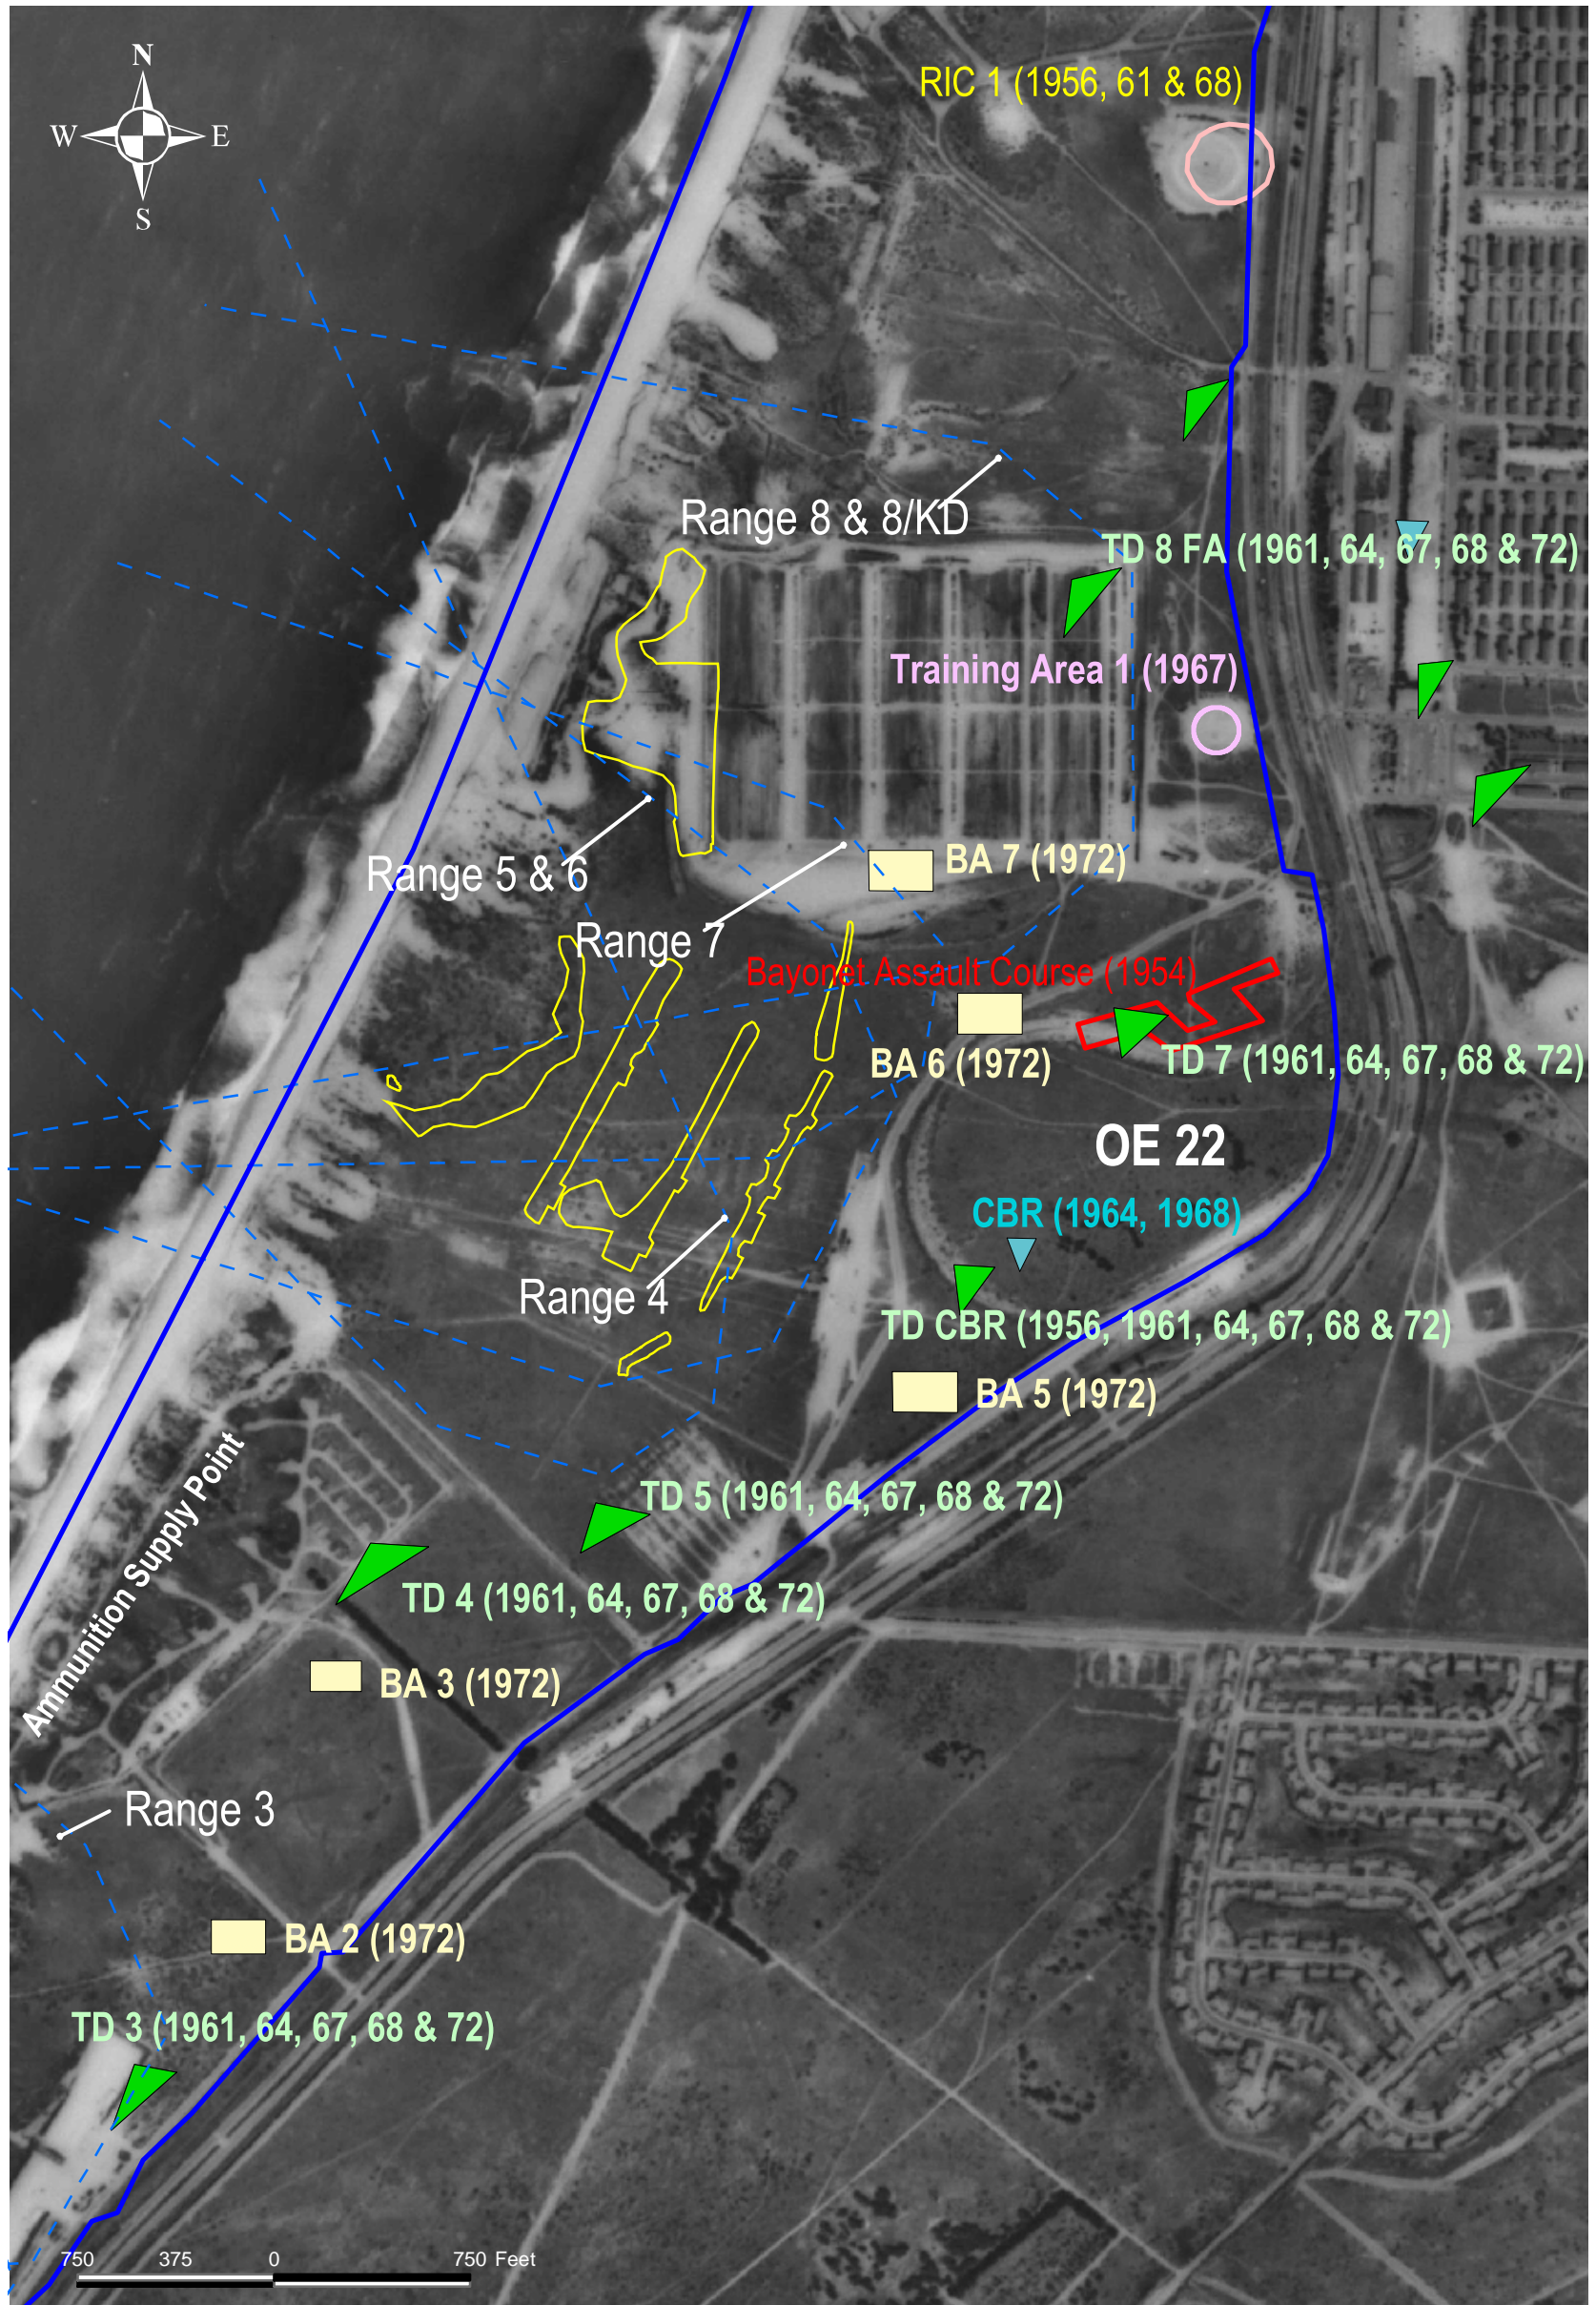 N
RIC 1 (1956, 61 & 68)
W
E
S
Range 8 & 8/KD
TD 8 FA (1961, 64, 67, 68 & 72)
Training Area 1 (1967)
Range 5 & 6
BA 7 (1972)
Range 7
Bayonet Assault Course (1954)
BA 6 (1972)
TD 7 (1961, 64, 67, 68 & 72)
OE 22
CBR (1964, 1968)
Range 4
TD CBR (1956, 1961, 64, 67, 68 & 72)
BA 5 (1972)
Ammunition Supply Point
TD 5 (1961, 64, 67, 68 & 72)
TD 4 (1961, 64, 67, 68 & 72)
BA 3 (1972)
Range 3
BA 2 (1972)
TD 3 (1961, 64, 67, 68 & 72)
750 375 0 750 Feet